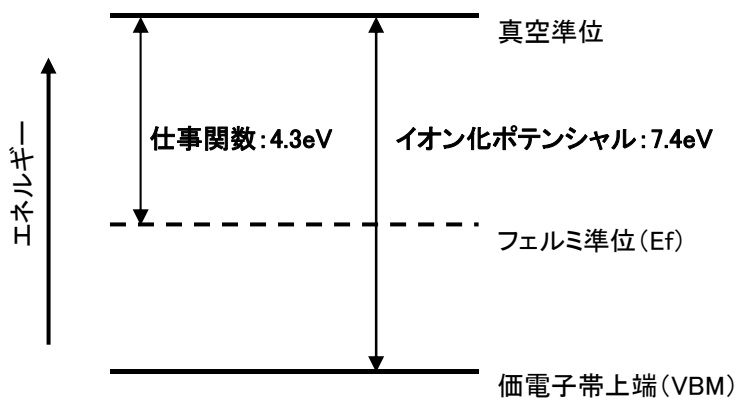 真空準位
エネルギー
仕事関数：4.3eV
イオン化ポテンシャル：7.4eV
フェルミ準位（Ef）
価電子帯上端（VBM）